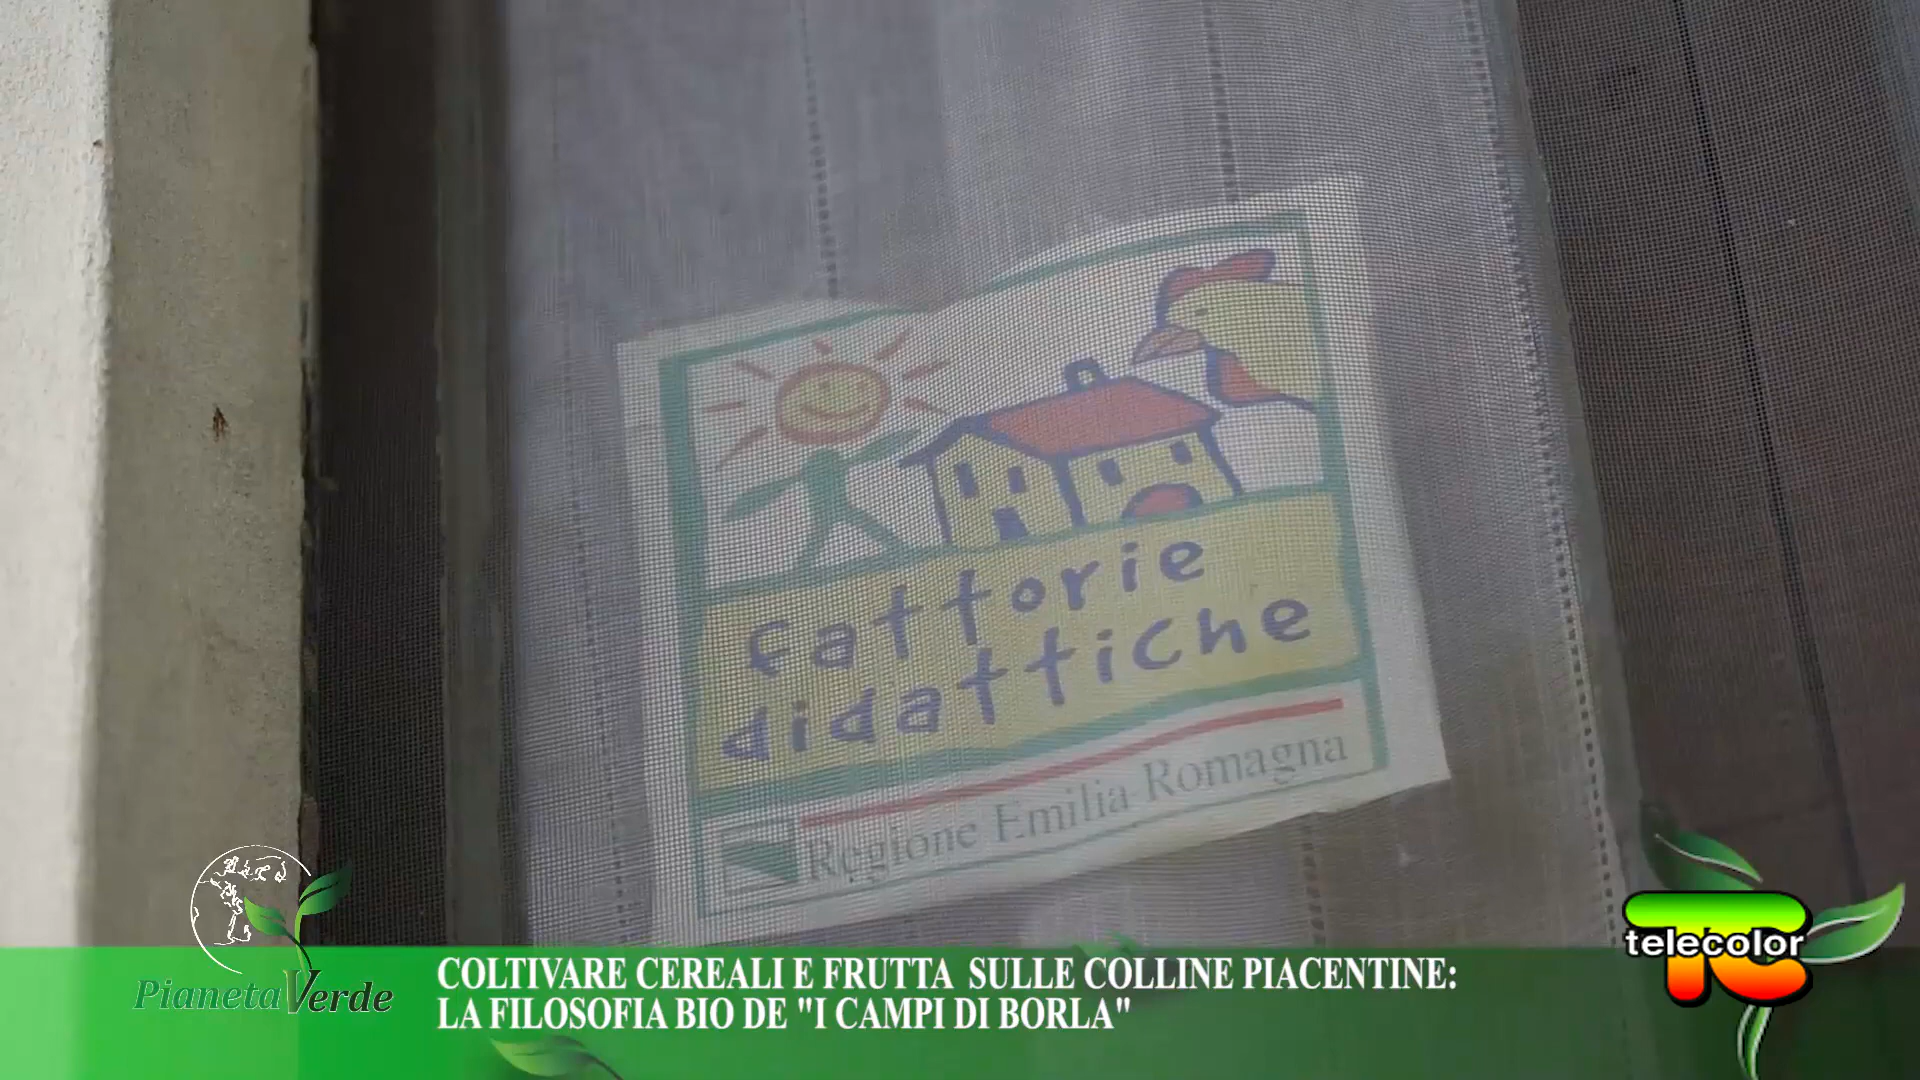 fattorie
didattiche
Regione Emilia-Romagna
Pianeta Verde
COLTIVARE CEREALI E FRUTTA SULLE COLLINE PIACENTINE:
LA FILOSOFIA BIO DE "I CAMPI DI BORLA"
telecolor